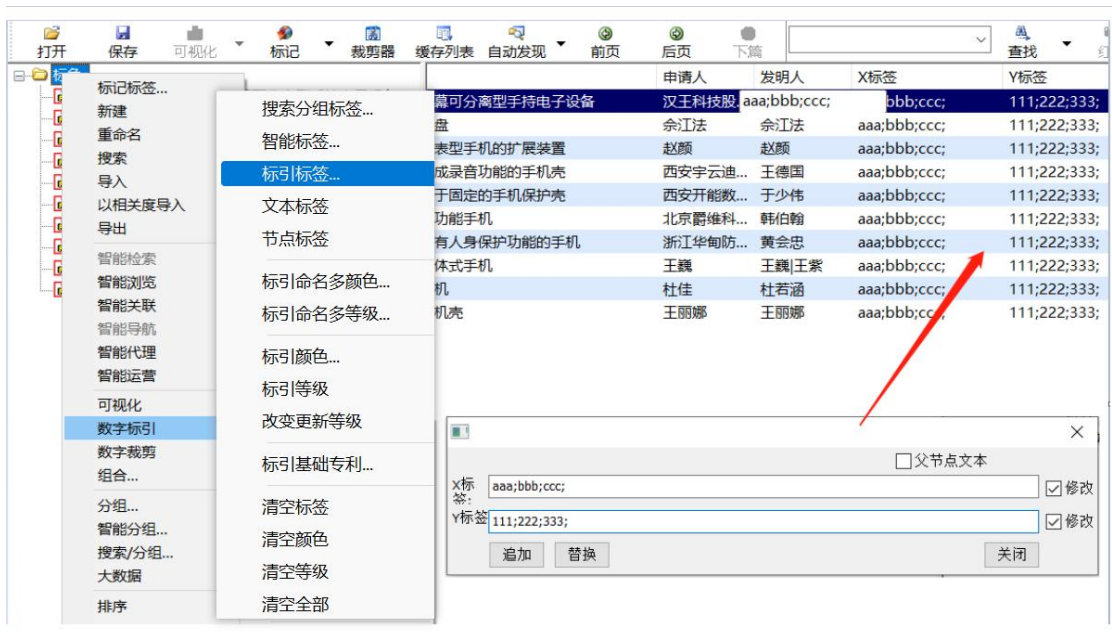 打开 保存 可视化 标记 裁剪器 缓存列表 自动发现 前页 后页 下篇 查找
申请人 发明人 X标签 Y标签
幕可分离型手持电子设备 汉王科技股 aaa;bbb;ccc; bbb;ccc; 111;222;333;
盘 佘江法 佘江法 aaa;bbb;ccc; 111;222;333;
表型手机的扩展装置 赵颜 赵颜 aaa;bbb;ccc; 111;222;333;
成录音功能的手机壳 西安宇云迪... 王德国 aaa;bbb;ccc; 111;222;333;
于固定的手机保护壳 西安开能数... 于少伟 aaa;bbb;ccc; 111;222;333;
功能手机 北京爵维科... 韩伯翰 aaa;bbb;ccc; 111;222;333;
有人身保护功能的手机 浙江华甸防... 黄会忠 aaa;bbb;ccc; 111;222;333;
体式手机 王巍 王巍|王紫 aaa;bbb;ccc; 111;222;333;
机 杜佳 杜若涵 aaa;bbb;ccc; 111;222;333;
机壳 王丽娜 王丽娜 aaa;bbb;ccc; 111;222;333;
标记标签...
新建
重命名
搜索
导入
以相关度导入
导出
智能检索
智能浏览
智能关联
智能导航
智能代理
智能运营
可视化
数字标引
数字裁剪
组合...
分组...
智能分组...
搜索/分组...
大数据
排序
搜索分组标签...
智能标签...
标引标签...
文本标签
节点标签
标引命名多颜色...
标引命名多等级...
标引颜色...
标引等级
改变更新等级
标引基础专利...
清空标签
清空颜色
清空等级
清空全部
父节点文本
X标签: aaa;bbb;ccc; 修改
Y标签 111;222;333; 修改
追加 替换 关闭